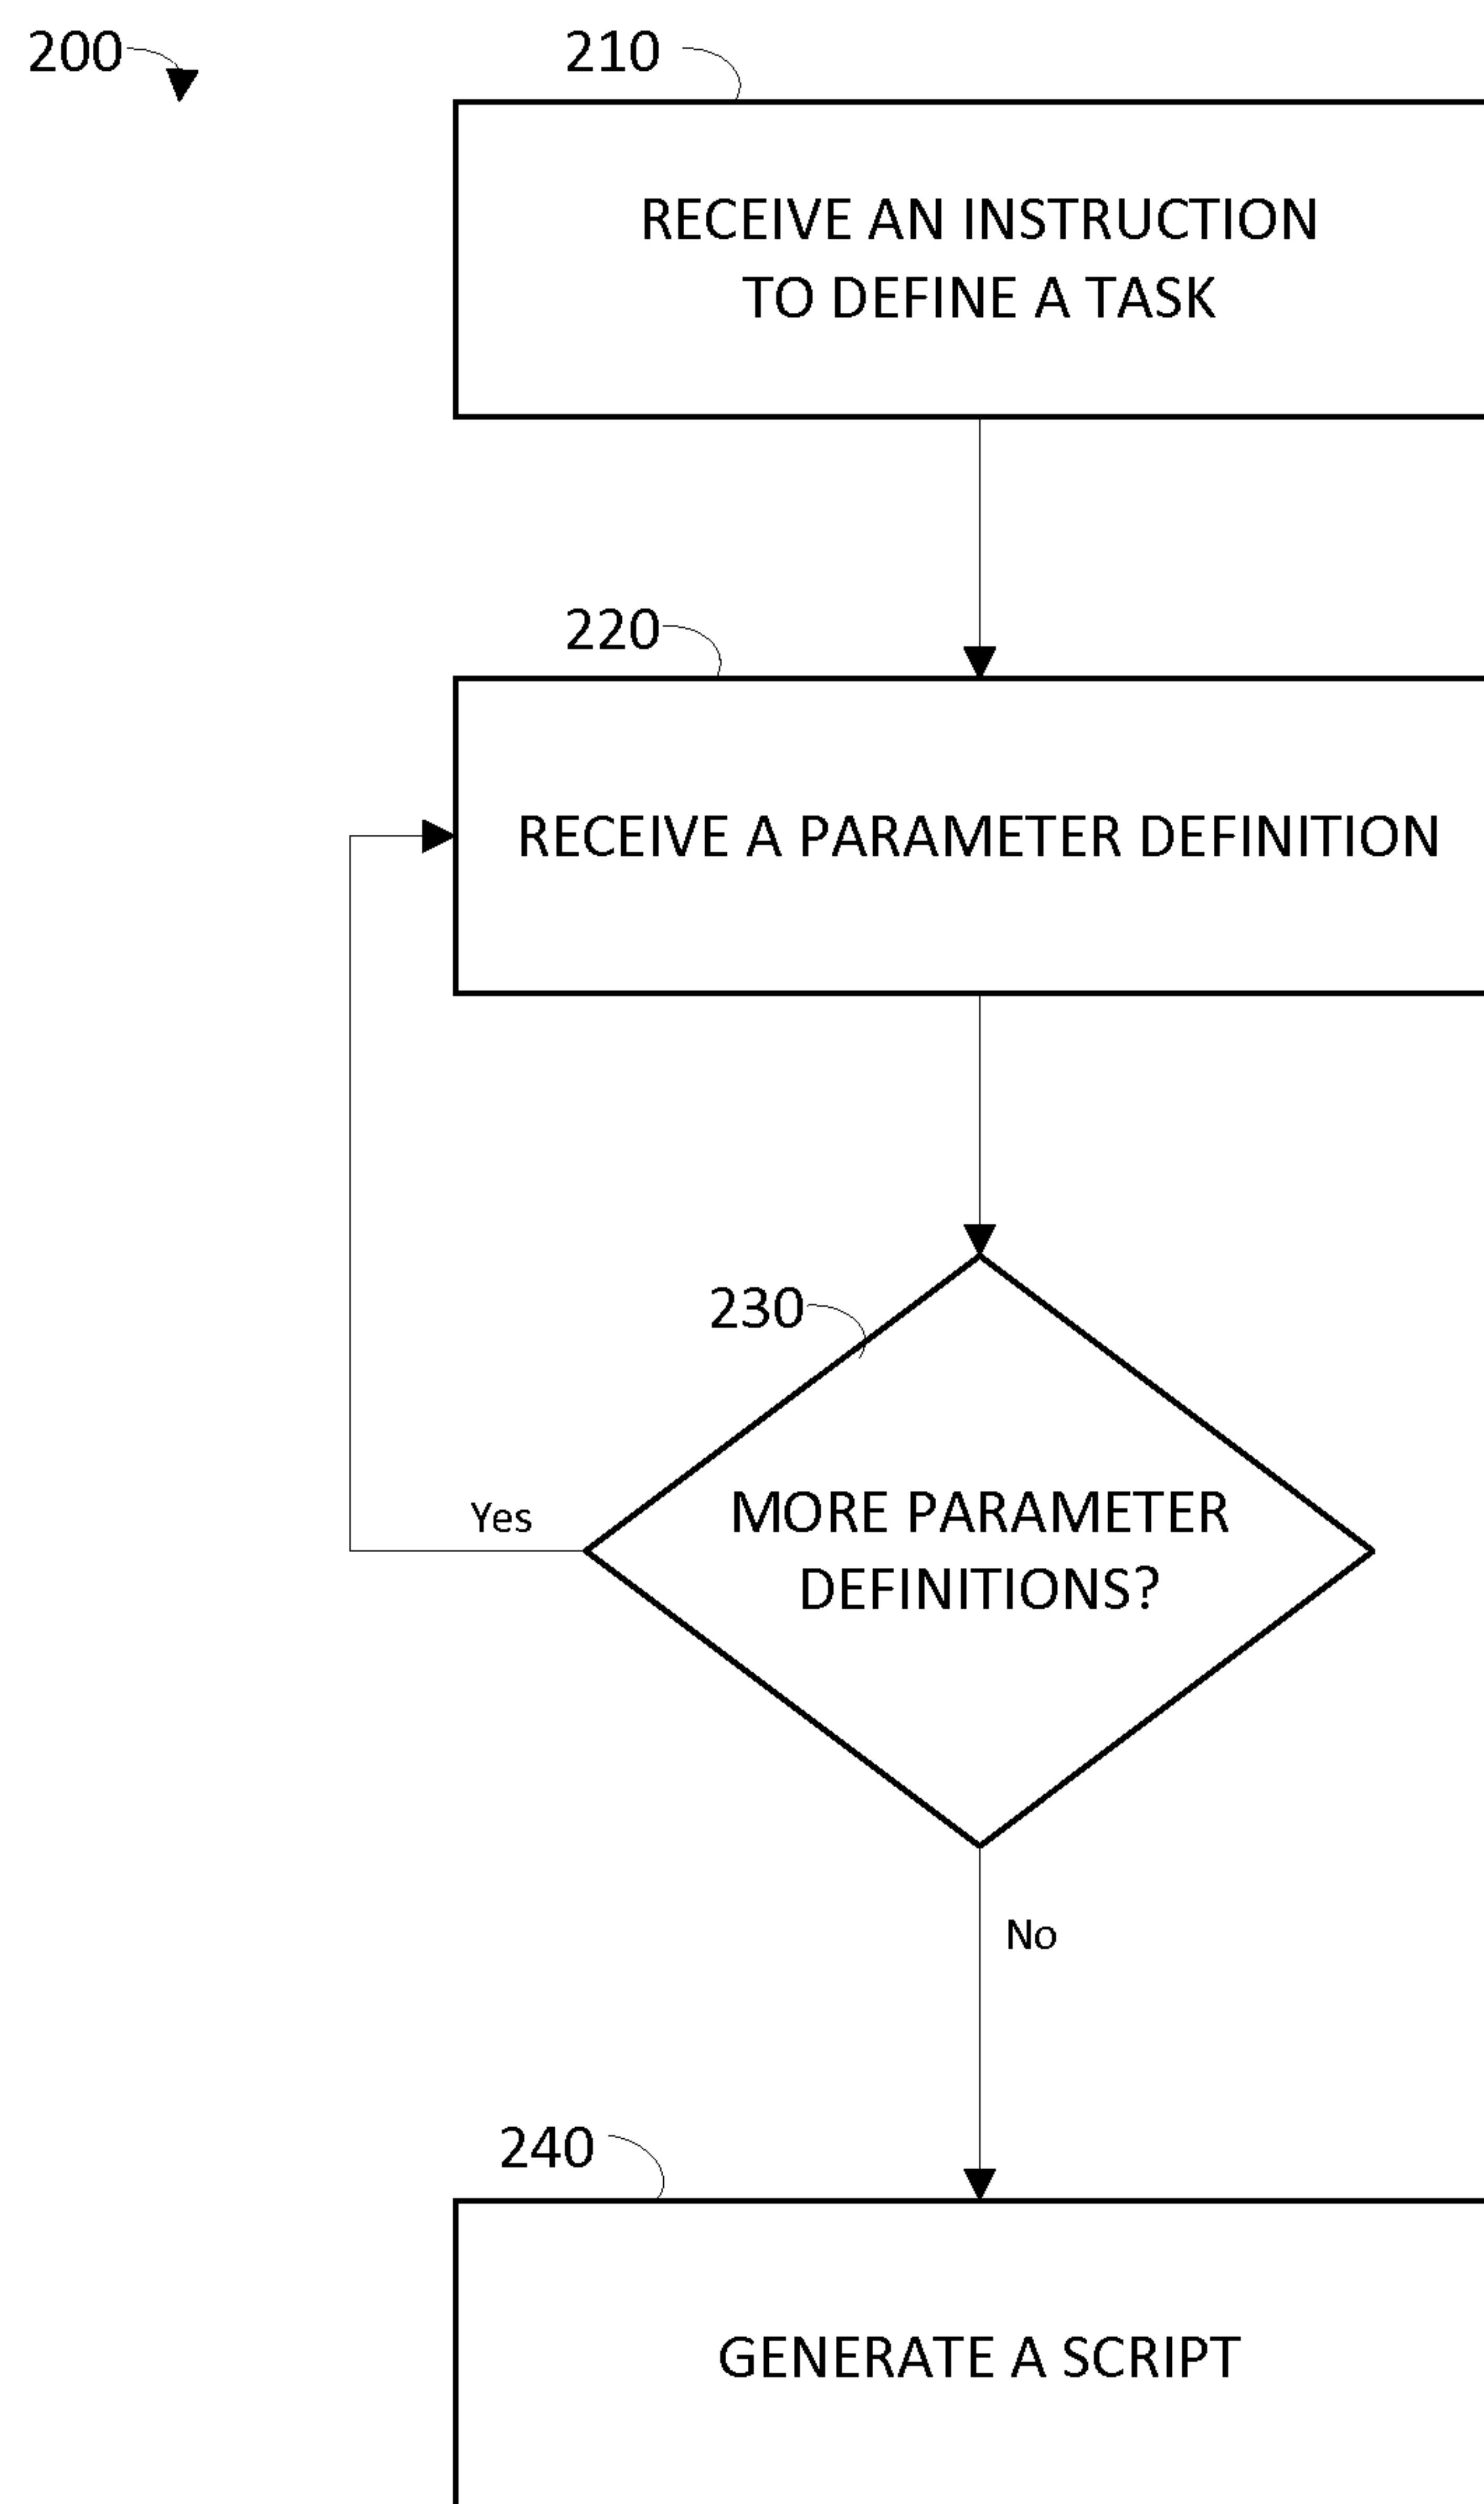 200
210
RECEIVE AN INSTRUCTION
TO DEFINE A TASK
220
RECEIVE A PARAMETER DEFINITION
230
MORE PARAMETER
DEFINITIONS?
Yes
No
240
GENERATE A SCRIPT